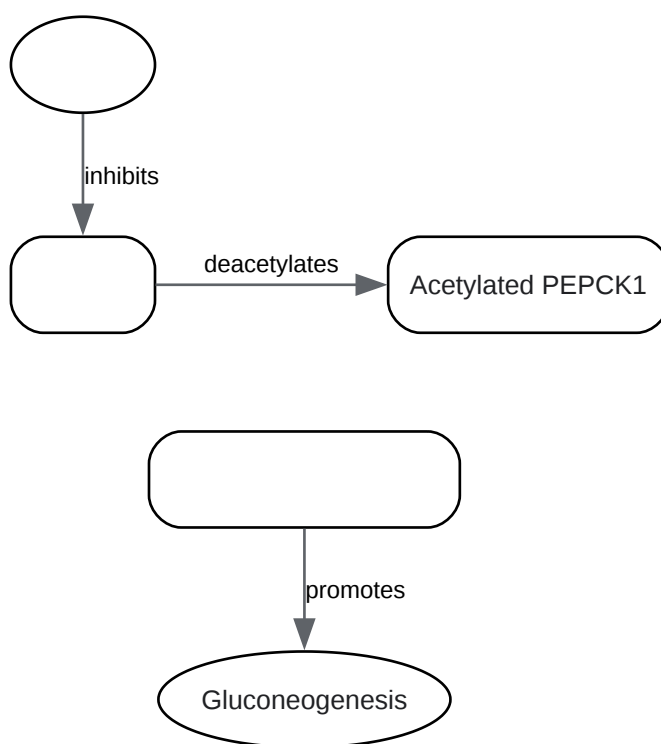 inhibits
deacetylates
Acetylated PEPCK1
promotes
Gluconeogenesis